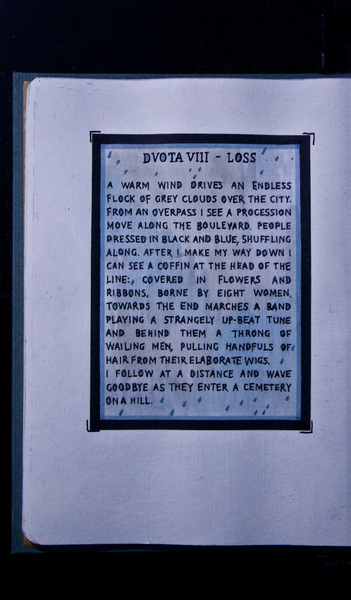 DVOTA VIII - LOSS
A WARM WIND DRIVES AN ENDLESS
FLOCK OF GREY CLOUDS OVER THE CITY.
FROM AN OVERPASS I SEE A PROCESSION
MOVE ALONG THE BOULEVARD. PEOPLE
DRESSED IN BLACK AND BLUE, SHUFFLING
ALONG. AFTER I MAKE MY WAY DOWN I
CAN SEE A COFFIN AT THE HEAD OF THE
LINE:, COVERED IN FLOWERS AND
RIBBONS, BORNE BY EIGHT WOMEN.
TOWARDS THE END MARCHES A BAND
PLAYING A STRANGELY UP-BEAT TUNE
AND BEHIND THEM A THRONG OF
WAILING MEN, PULLING HANDFULS OF
HAIR FROM THEIR ELABORATE WIGS.
I FOLLOW AT A DISTANCE AND WAVE
GOODBYE AS THEY ENTER A CEMETERY
ON A HILL.